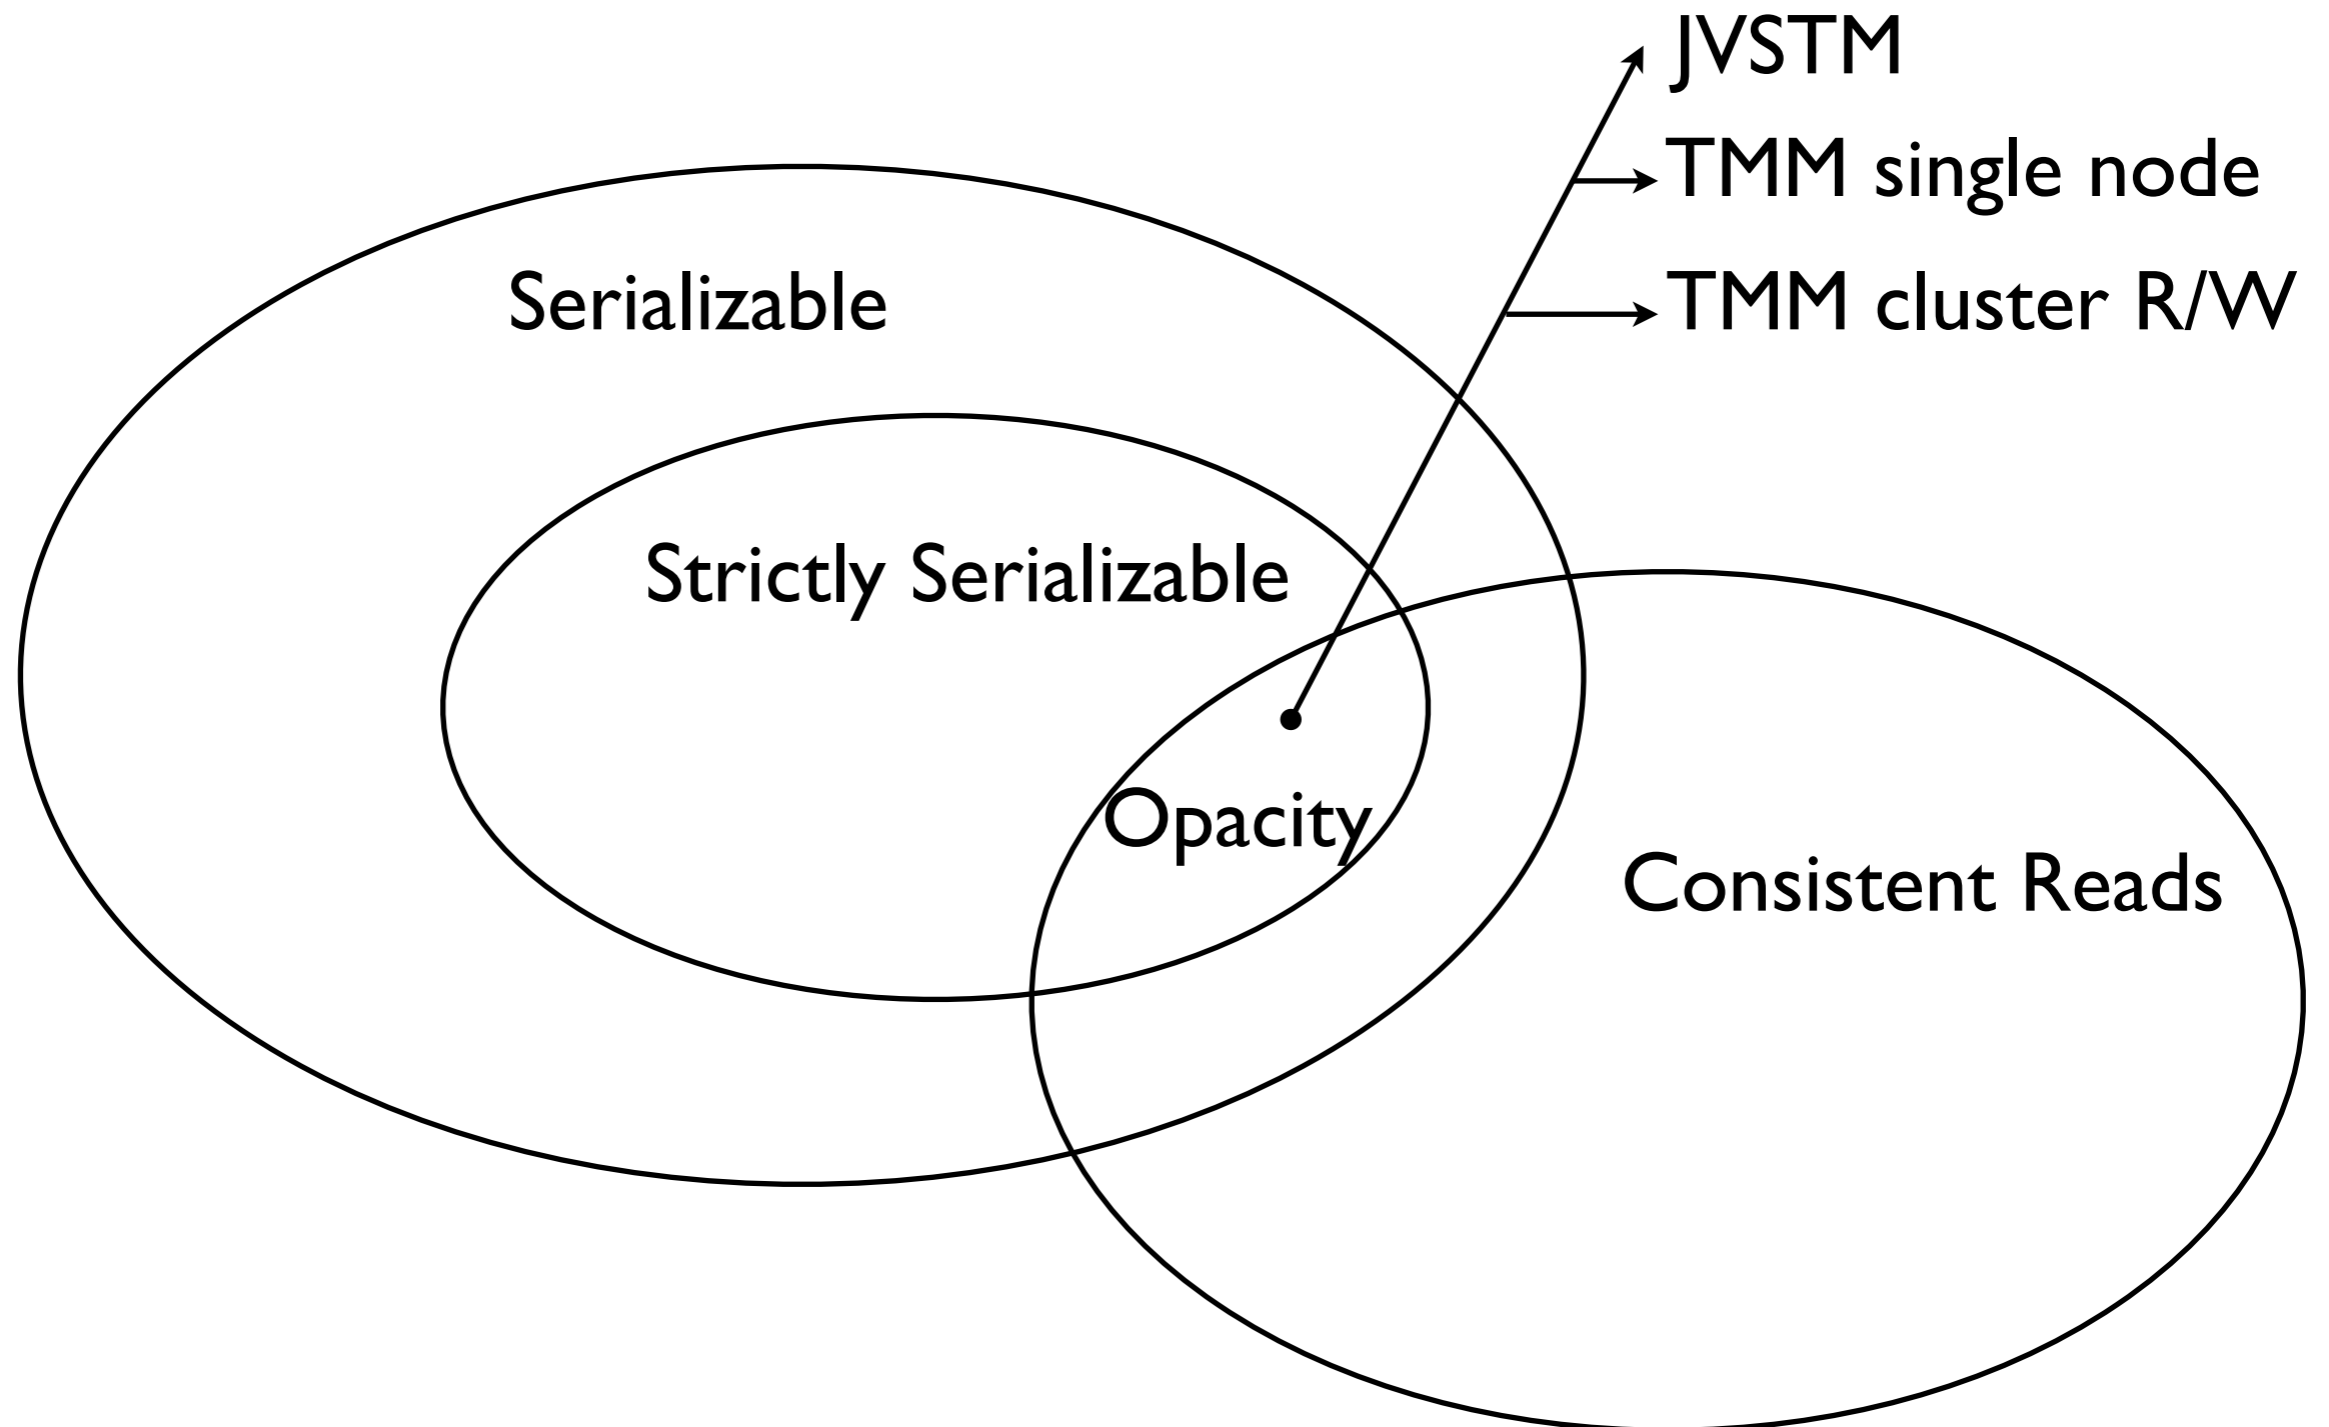 JVSTM
TMM single node
TMM cluster R/W
Serializable
Strictly Serializable
Opacity
Consistent Reads